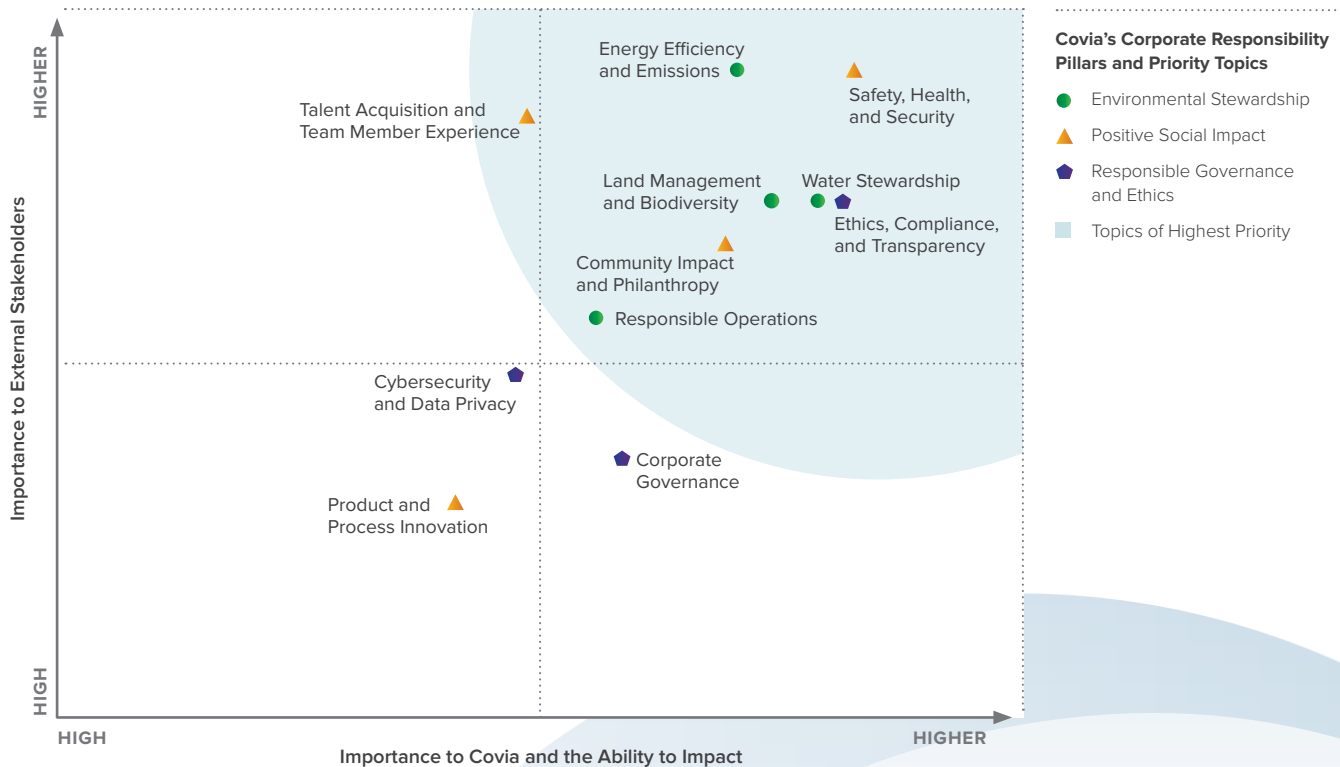 HIGHER
Importance to External Stakeholders
HIGH
Energy Efficiency
and Emissions
Safety, Health,
and Security
Talent Acquisition and
Team Member Experience
Land Management
and Biodiversity
Water Stewardship
Ethics, Compliance,
and Transparency
Community Impact
and Philanthropy
Responsible Operations
Cybersecurity
and Data Privacy
Corporate
Governance
Product and
Process Innovation
HIGH
HIGHER
Importance to Covia and the Ability to Impact
Covia’s Corporate Responsibility
Pillars and Priority Topics
Environmental Stewardship
Positive Social Impact
Responsible Governance
and Ethics
Topics of Highest Priority